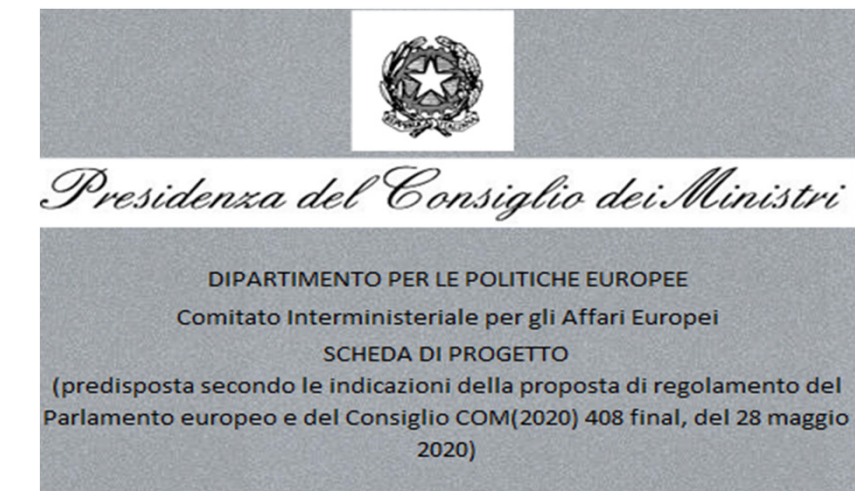 REPVBBLICA ITALIANA
Presidenza del Consiglio dei Ministri
DIPARTIMENTO PER LE POLITICHE EUROPEE
Comitato Interministeriale per gli Affari Europei
SCHEDA DI PROGETTO
(predisposta secondo le indicazioni della proposta di regolamento del
Parlamento europeo e del Consiglio COM(2020) 408 final, del 28 maggio
2020)